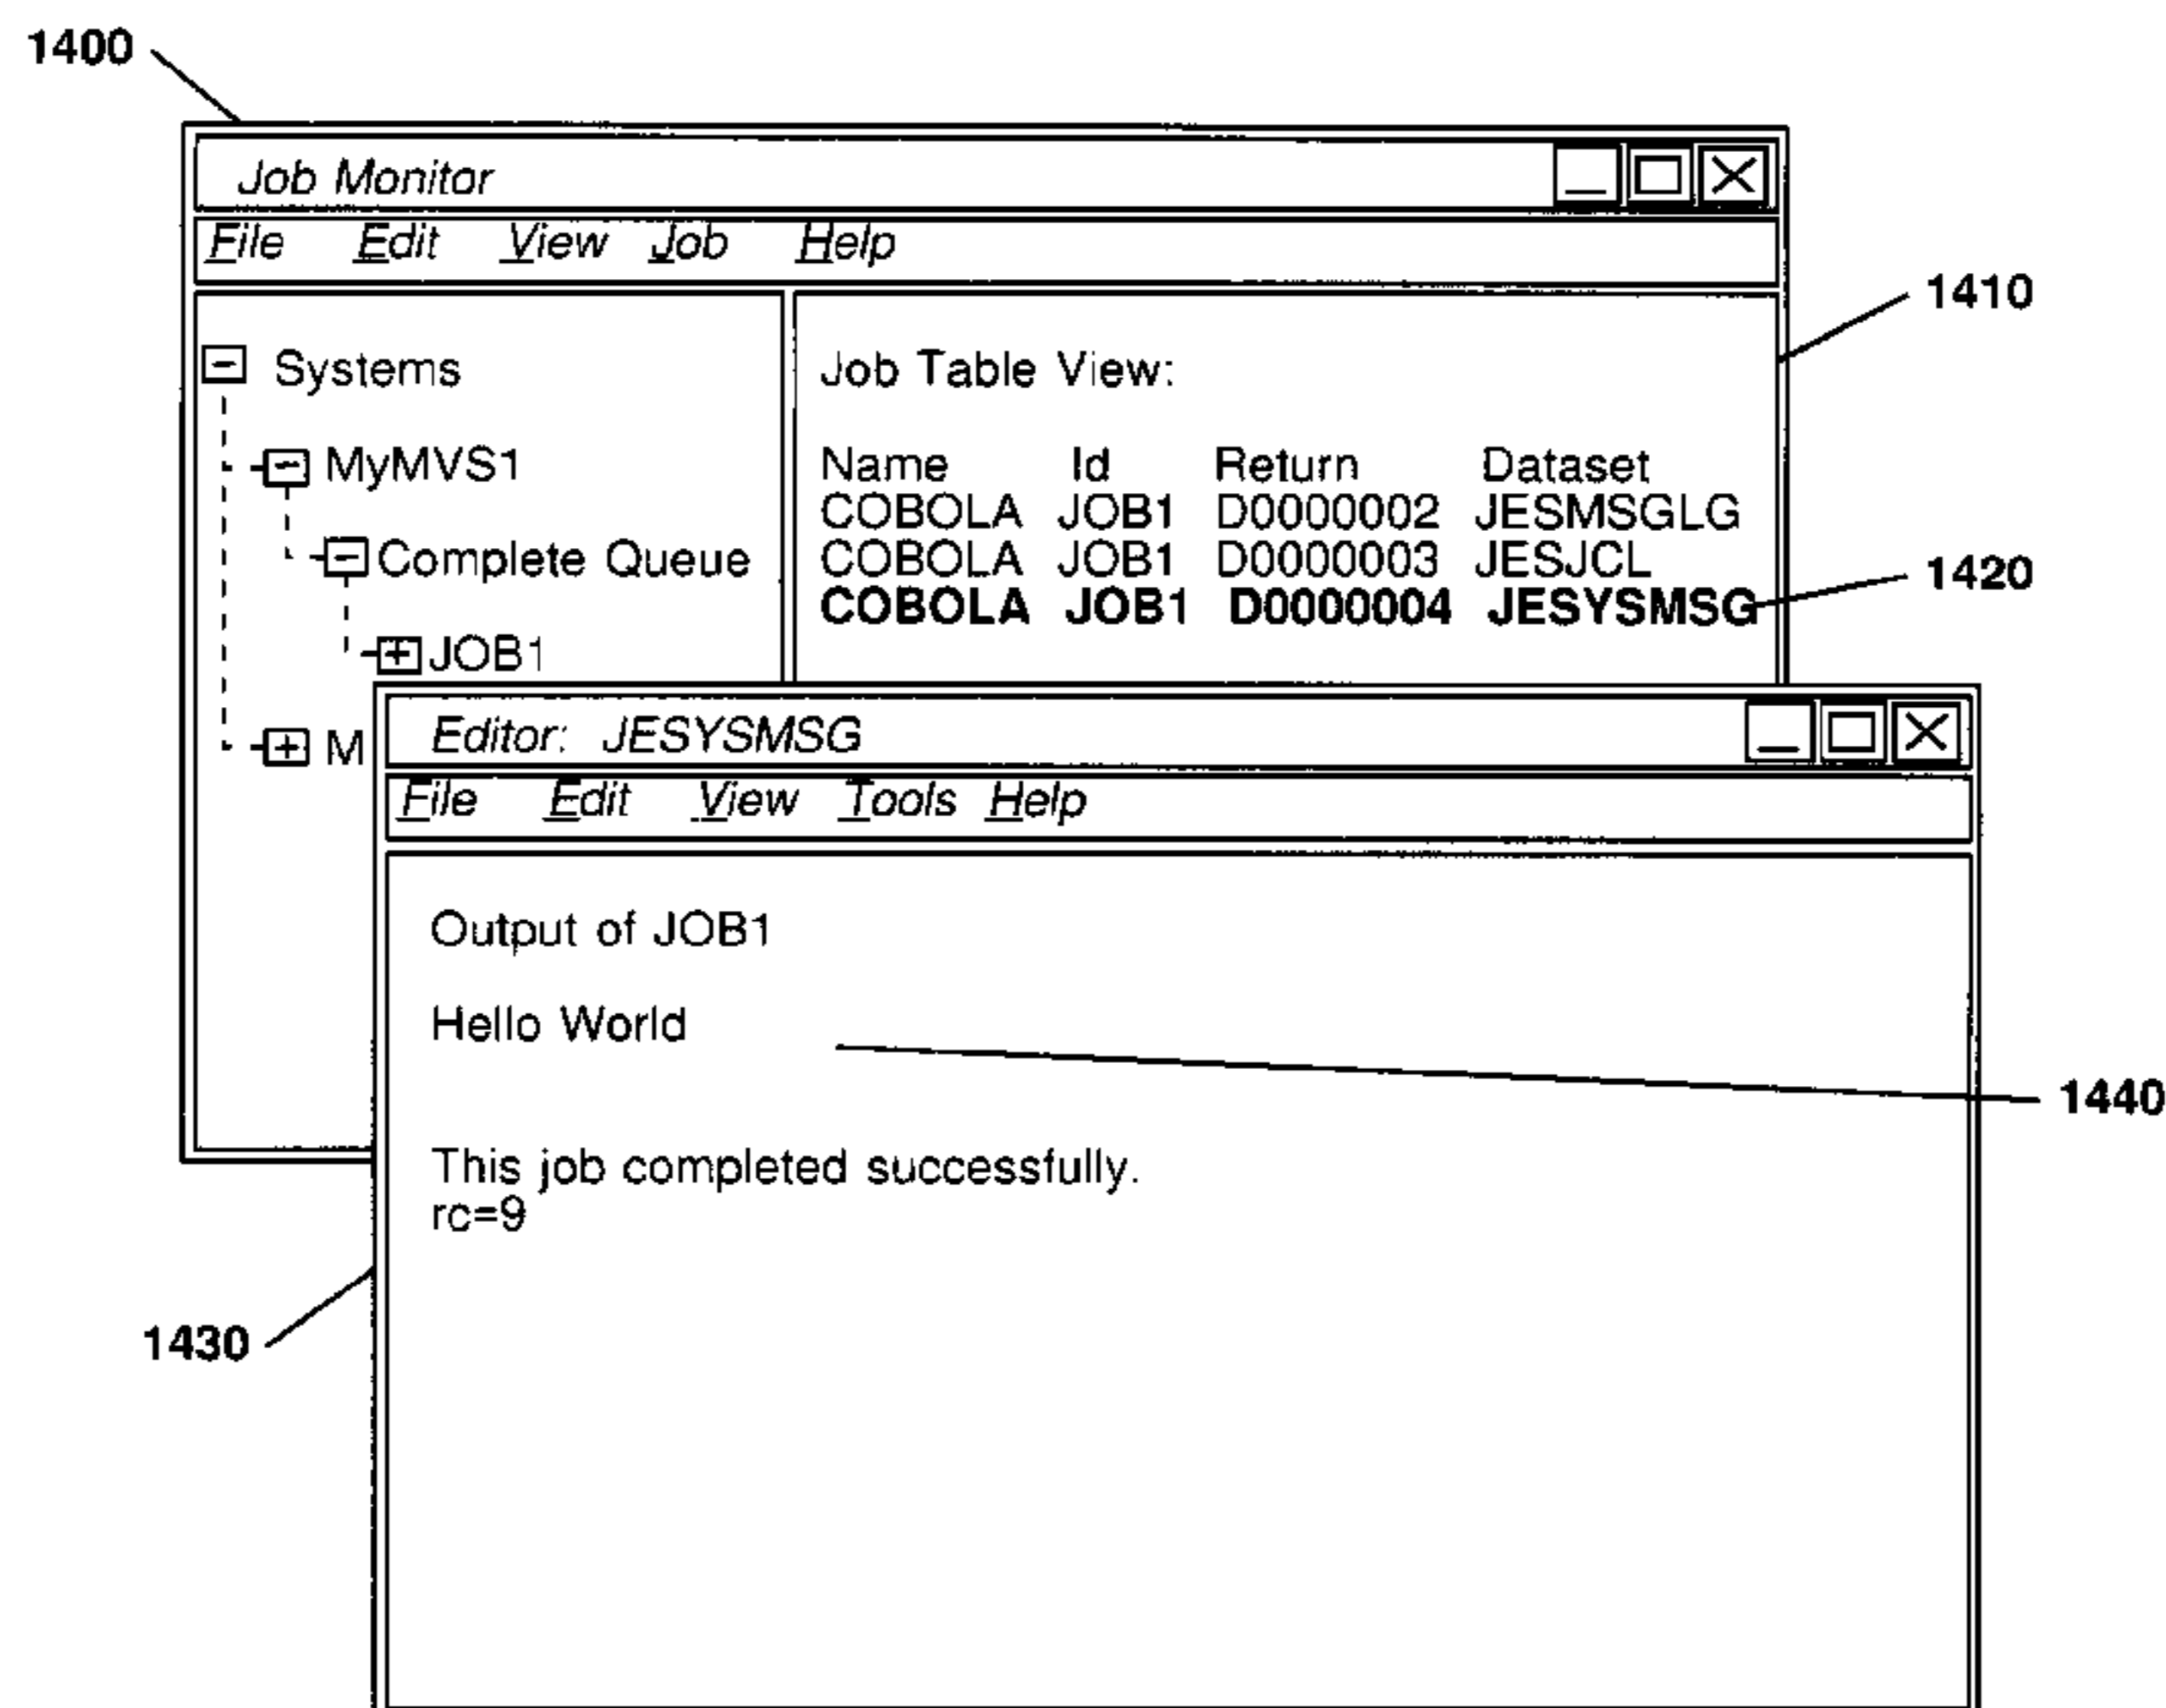 1400
Job Monitor
File Edit View Job Help
1410
Systems
MyMVS1
Complete Queue
JOB1
M
Job Table View:
Name Id Return Dataset
COBOLA JOB1 D0000002 JESMSGLG
COBOLA JOB1 D0000003 JESJCL
COBOLA JOB1 D0000004 JESYSMSG
1420
Editor: JESYSMSG
File Edit View Tools Help
Output of JOB1
Hello World
1440
This job completed successfully.
rc=9
1430